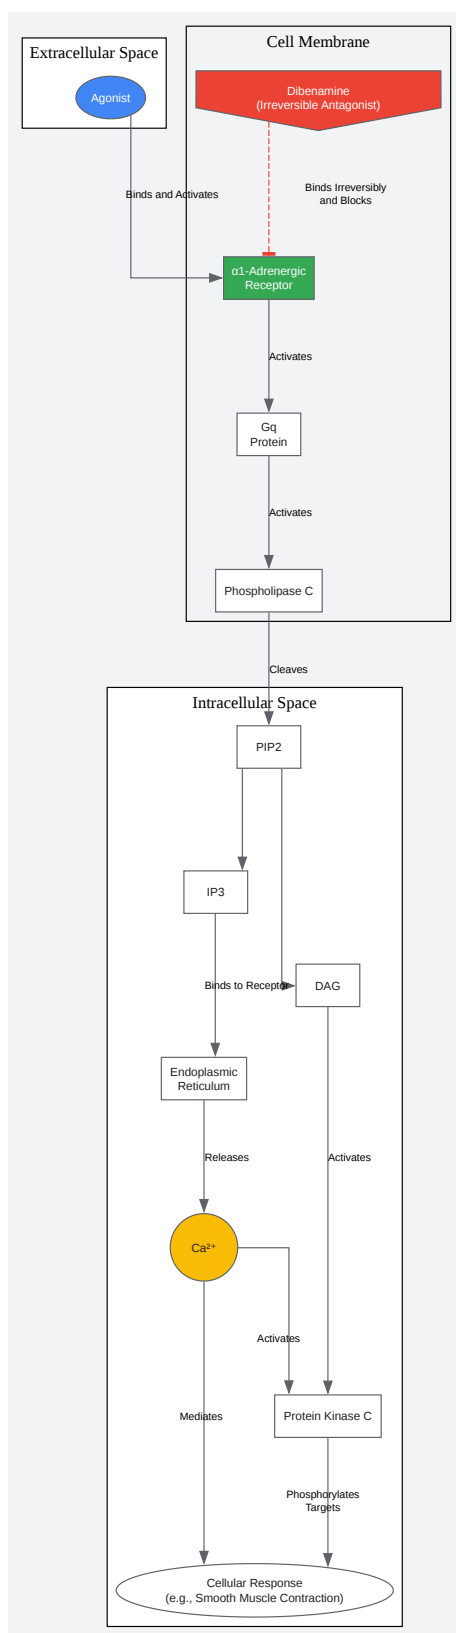 Extracellular Space
Cell Membrane
Agonist
Dibenamine
(Irreversible Antagonist)
Binds and Activates
Binds Irreversibly
and Blocks
α1-Adrenergic
Receptor
Activates
Gq
Protein
Activates
Phospholipase C
Cleaves
Intracellular Space
PIP2
IP3
Binds to Receptor
DAG
Endoplasmic
Reticulum
Releases
Activates
Ca²⁺
Activates
Protein Kinase C
Mediates
Phosphorylates
Targets
Cellular Response
(e.g., Smooth Muscle Contraction)